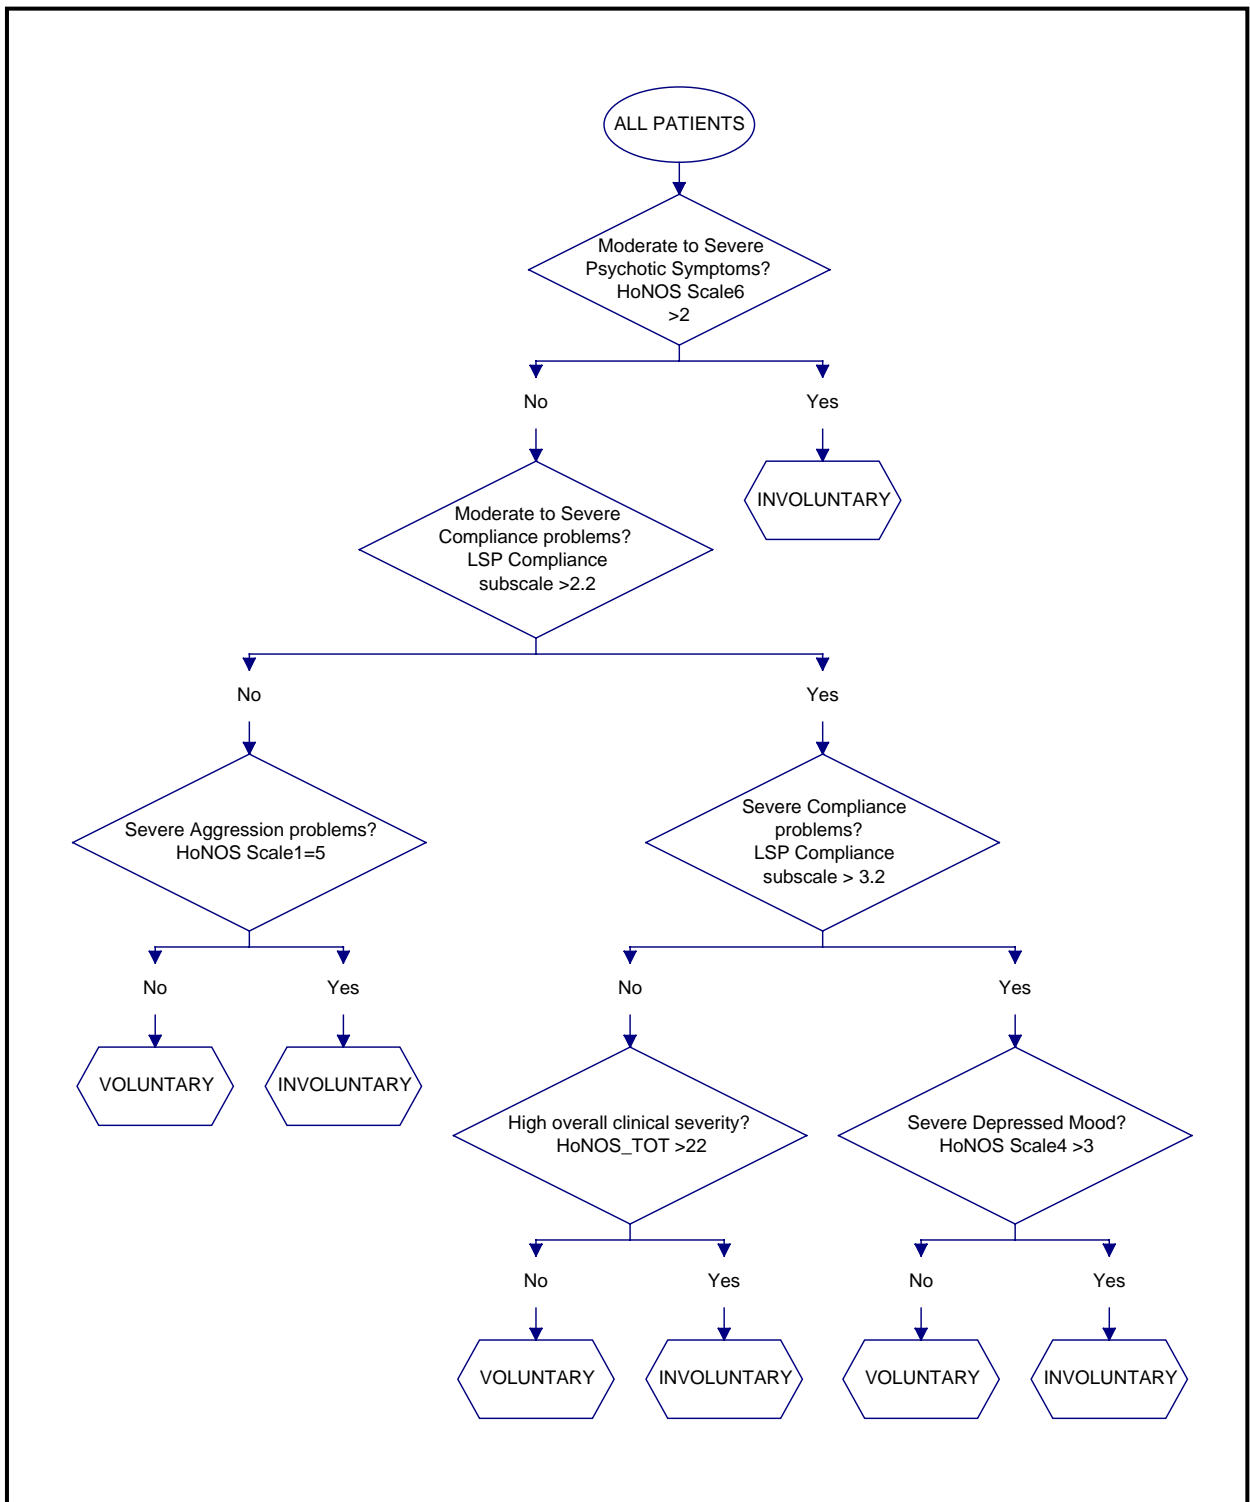 ALL PATIENTS
Moderate to Severe
Psychotic Symptoms?
HoNOS Scale6
>2
No
Yes
INVOLUNTARY
Moderate to Severe
Compliance problems?
LSP Compliance
subscale >2.2
No
Yes
Severe Aggression problems?
HoNOS Scale1=5
Severe Compliance
problems?
LSP Compliance
subscale > 3.2
No
Yes
No
Yes
VOLUNTARY
INVOLUNTARY
High overall clinical severity?
HoNOS_TOT >22
Severe Depressed Mood?
HoNOS Scale4 >3
No
Yes
No
Yes
VOLUNTARY
INVOLUNTARY
VOLUNTARY
INVOLUNTARY